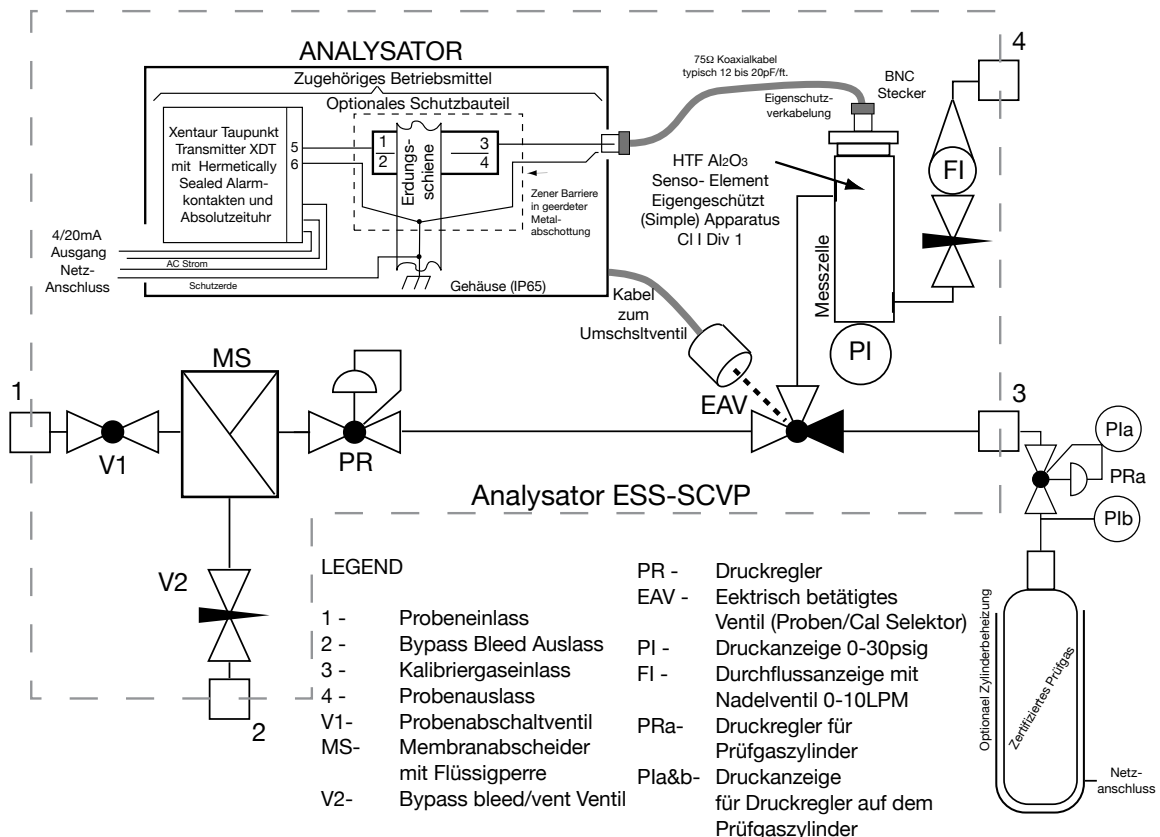 ANALYSATOR
Zugehöriges Betriebsmittel
Optionales Schutzbauteil
Xentaur Taupunkt
Transmitter XDT
mit Hermetically
Sealed Alarm-
kontakten und
Absolutzeituhr
5
6
1
2
Erdungs-
schiene
3
4
Zener Barriere
in geerdeter
Metal-
abschottung
4/20mA
Ausgang
Netz-
Anschluss
AC Strom
Schutzerde
Gehäuse (IP65)
75Ω Koaxialkabel
typisch 12 bis 20pF/ft.
Eigenschutz-
verkabelung
BNC
Stecker
4
HTF Al2O3
Senso- Element
Eigengeschützt
(Simple) Apparatus
Cl I Div 1
FI
Messzelle
PI
Kabel
zum
Umschsltventil
EAV
1
V1
MS
PR
3
PIa
PRa
PIb
Analysator ESS-SCVP
V2
2
Optionael Zylinderbeheizung
Zertifiziertes Prüfgas
Netz-
anschluss
LEGEND
1 - Probeneinlass
2 - Bypass Bleed Auslass
3 - Kalibriergaseinlass
4 - Probenauslass
V1- Probenabschaltventil
MS- Membranabscheider
mit Flüssigperre
V2- Bypass bleed/vent Ventil
PR - Druckregler
EAV - Eektrisch betätigtes
Ventil (Proben/Cal Selektor)
PI - Druckanzeige 0-30psig
FI - Durchflussanzeige mit
Nadelventil 0-10LPM
PRa- Druckregler für
Prüfgaszylinder
PIa&b- Druckanzeige
für Druckregler auf dem
Prüfgaszylinder